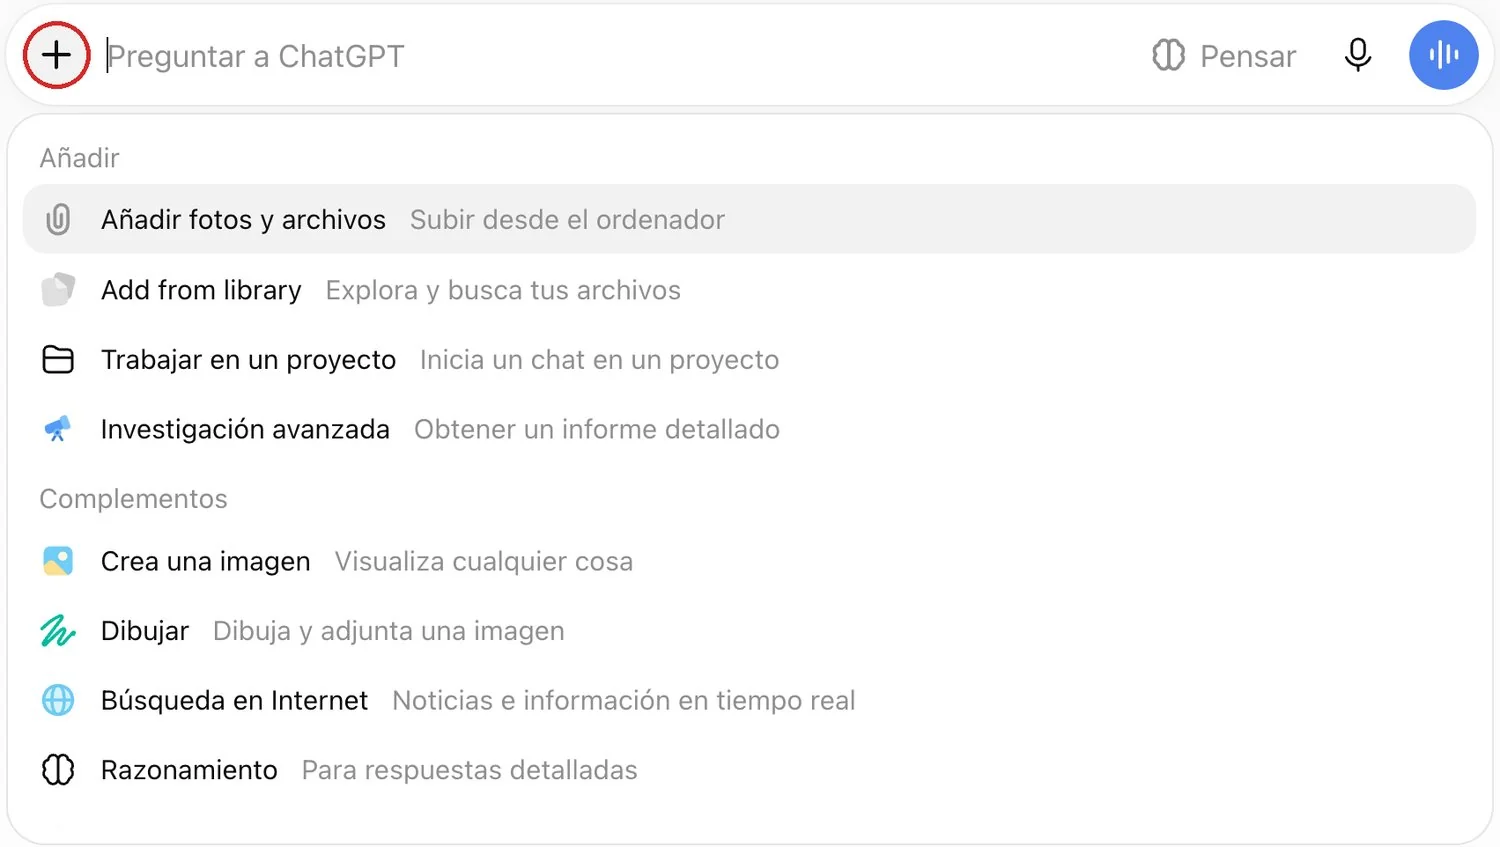 Preguntar a ChatGPT Pensar
Añadir
Añadir fotos y archivos Subir desde el ordenador
Add from library Explora y busca tus archivos
Trabajar en un proyecto Inicia un chat en un proyecto
Investigación avanzada Obtener un informe detallado
Complementos
Crea una imagen Visualiza cualquier cosa
Dibujar Dibuja y adjunta una imagen
Búsqueda en Internet Noticias e información en tiempo real
Razonamiento Para respuestas detalladas